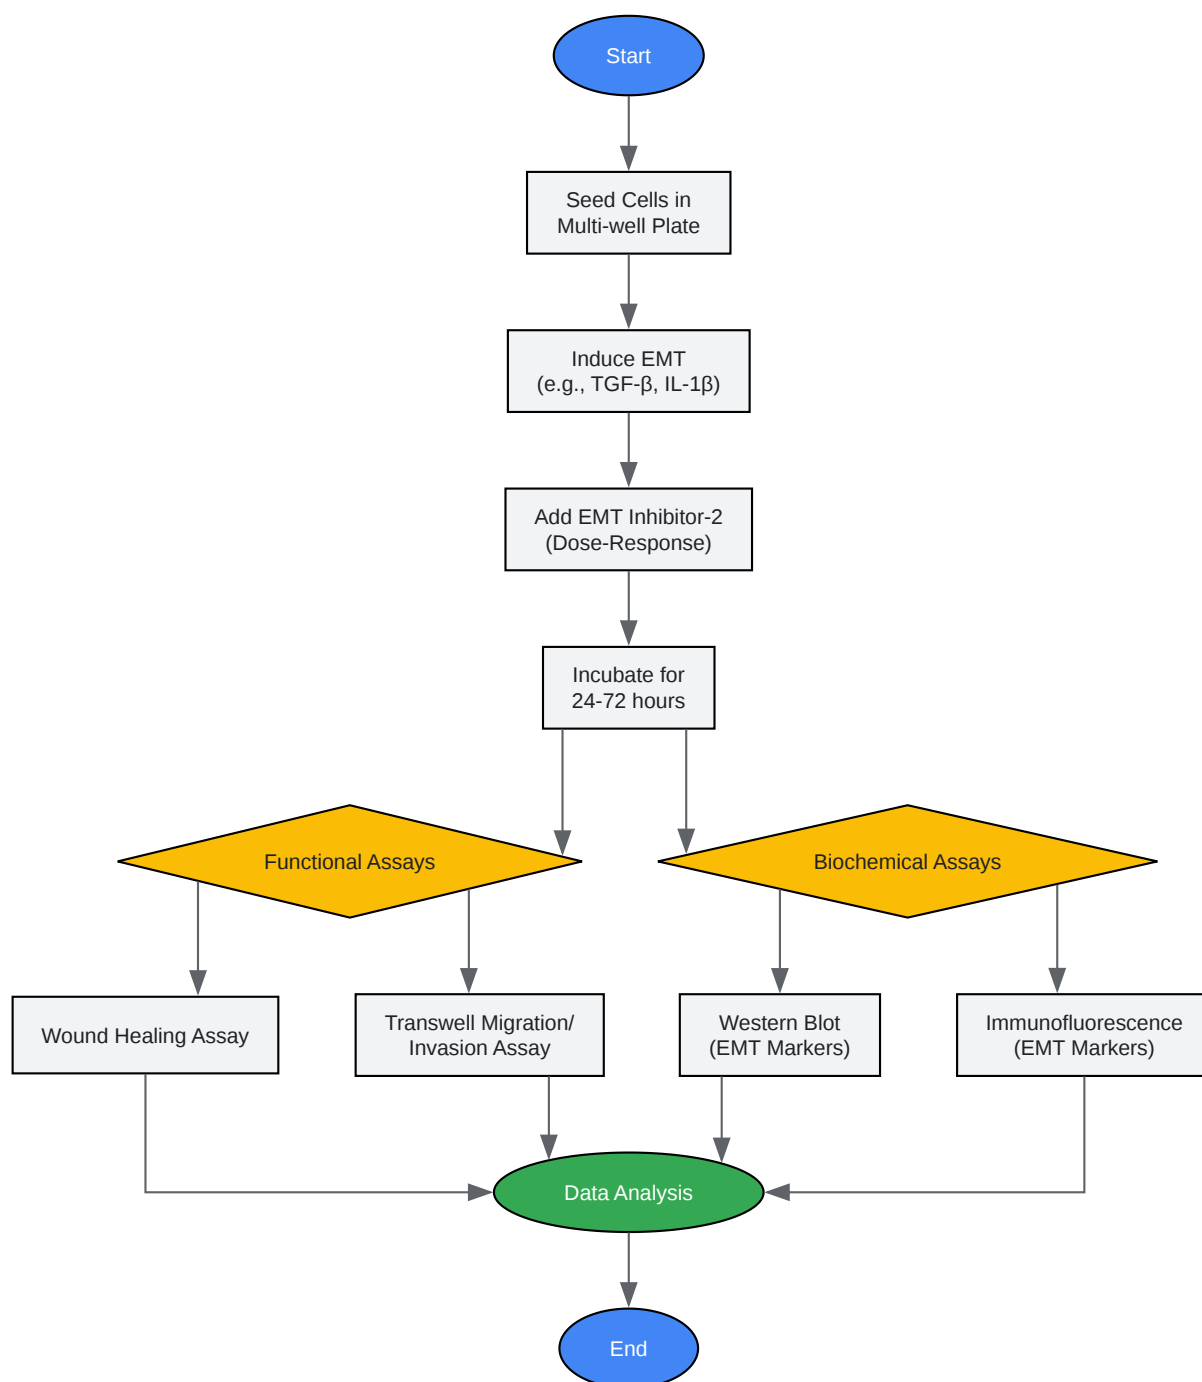 Start
Seed Cells in
Multi-well Plate
Induce EMT
(e.g., TGF-β, IL-1β)
Add EMT Inhibitor-2
(Dose-Response)
Incubate for
24-72 hours
Functional Assays
Biochemical Assays
Wound Healing Assay
Transwell Migration/
Invasion Assay
Western Blot
(EMT Markers)
Immunofluorescence
(EMT Markers)
Data Analysis
End